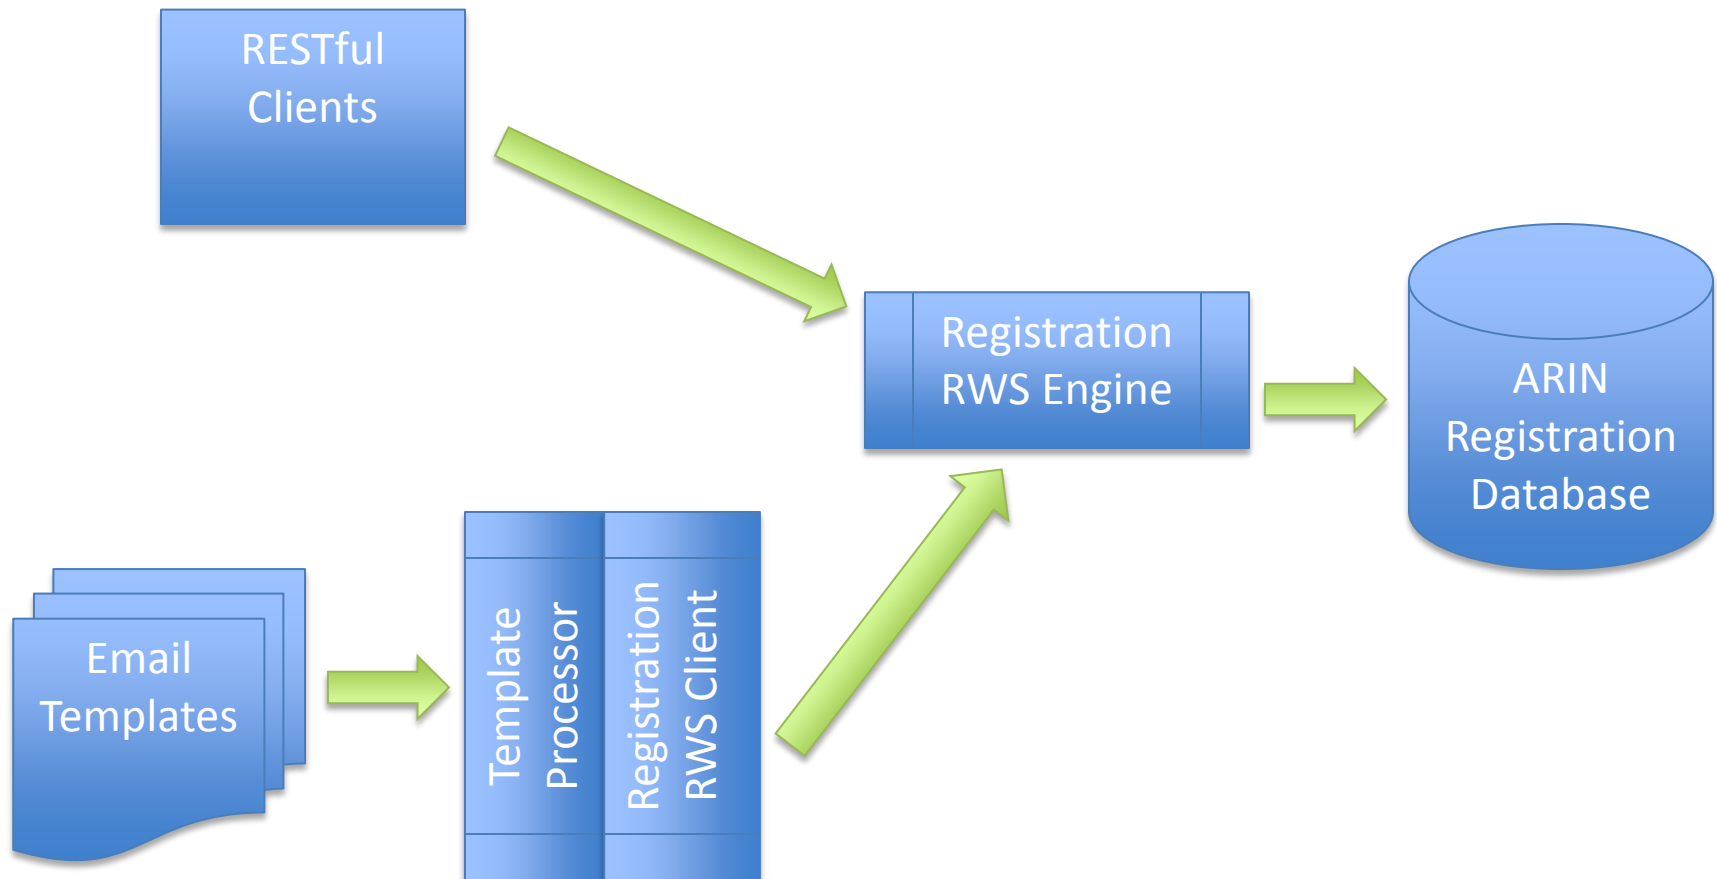 RESTful
Clients
Registration
RWS Engine
ARIN
Registration
Database
Email
Templates
Template
Processor
Registration
RWS Client